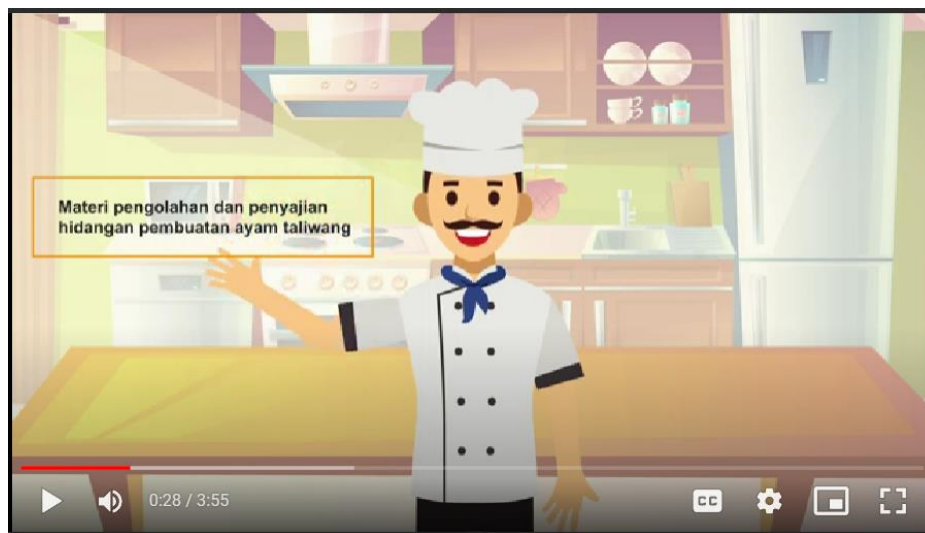 Materi pengolahan dan penyajian
hidangan pembuatan ayam taliwang
0:28 / 3:55
CC